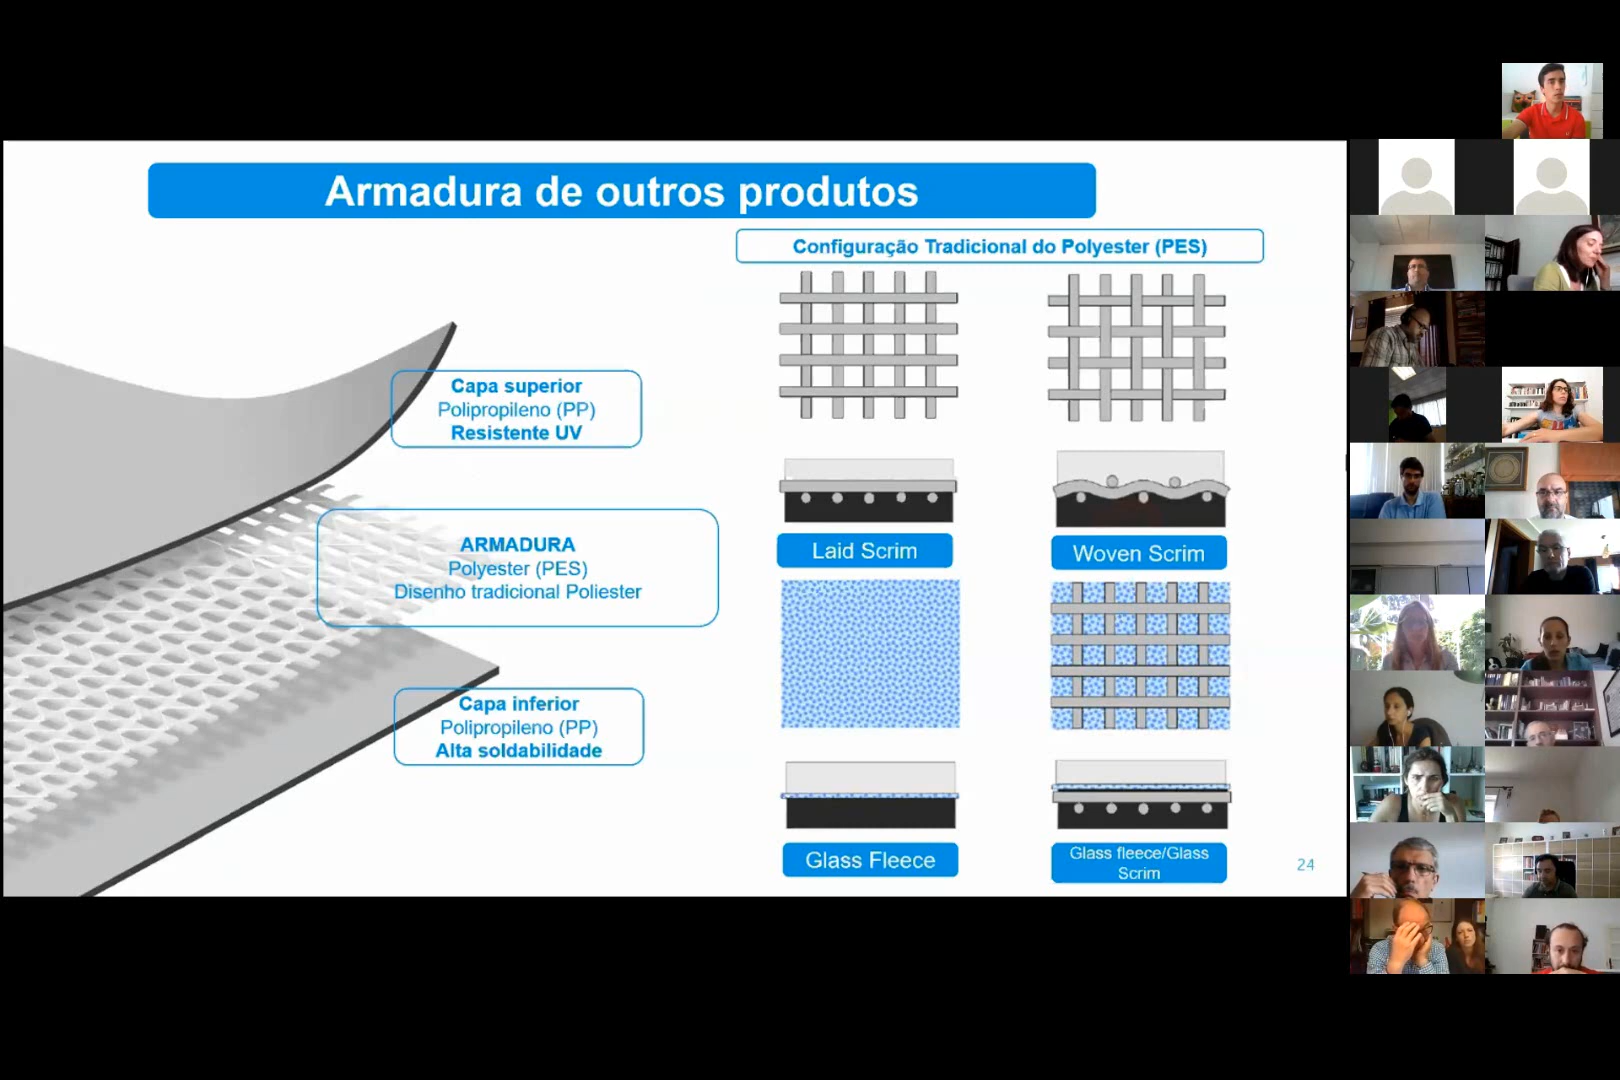 Armadura de outros produtos
Configuração Tradicional do Polyester (PES)
Capa superior
Polipropileno (PP)
Resistente UV
ARMADURA
Polyester (PES)
Disenho tradicional Poliester
Capa inferior
Polipropileno (PP)
Alta soldabilidade
Laid Scrim
Woven Scrim
Glass Fleece
Glass fleece/Glass
Scrim
24